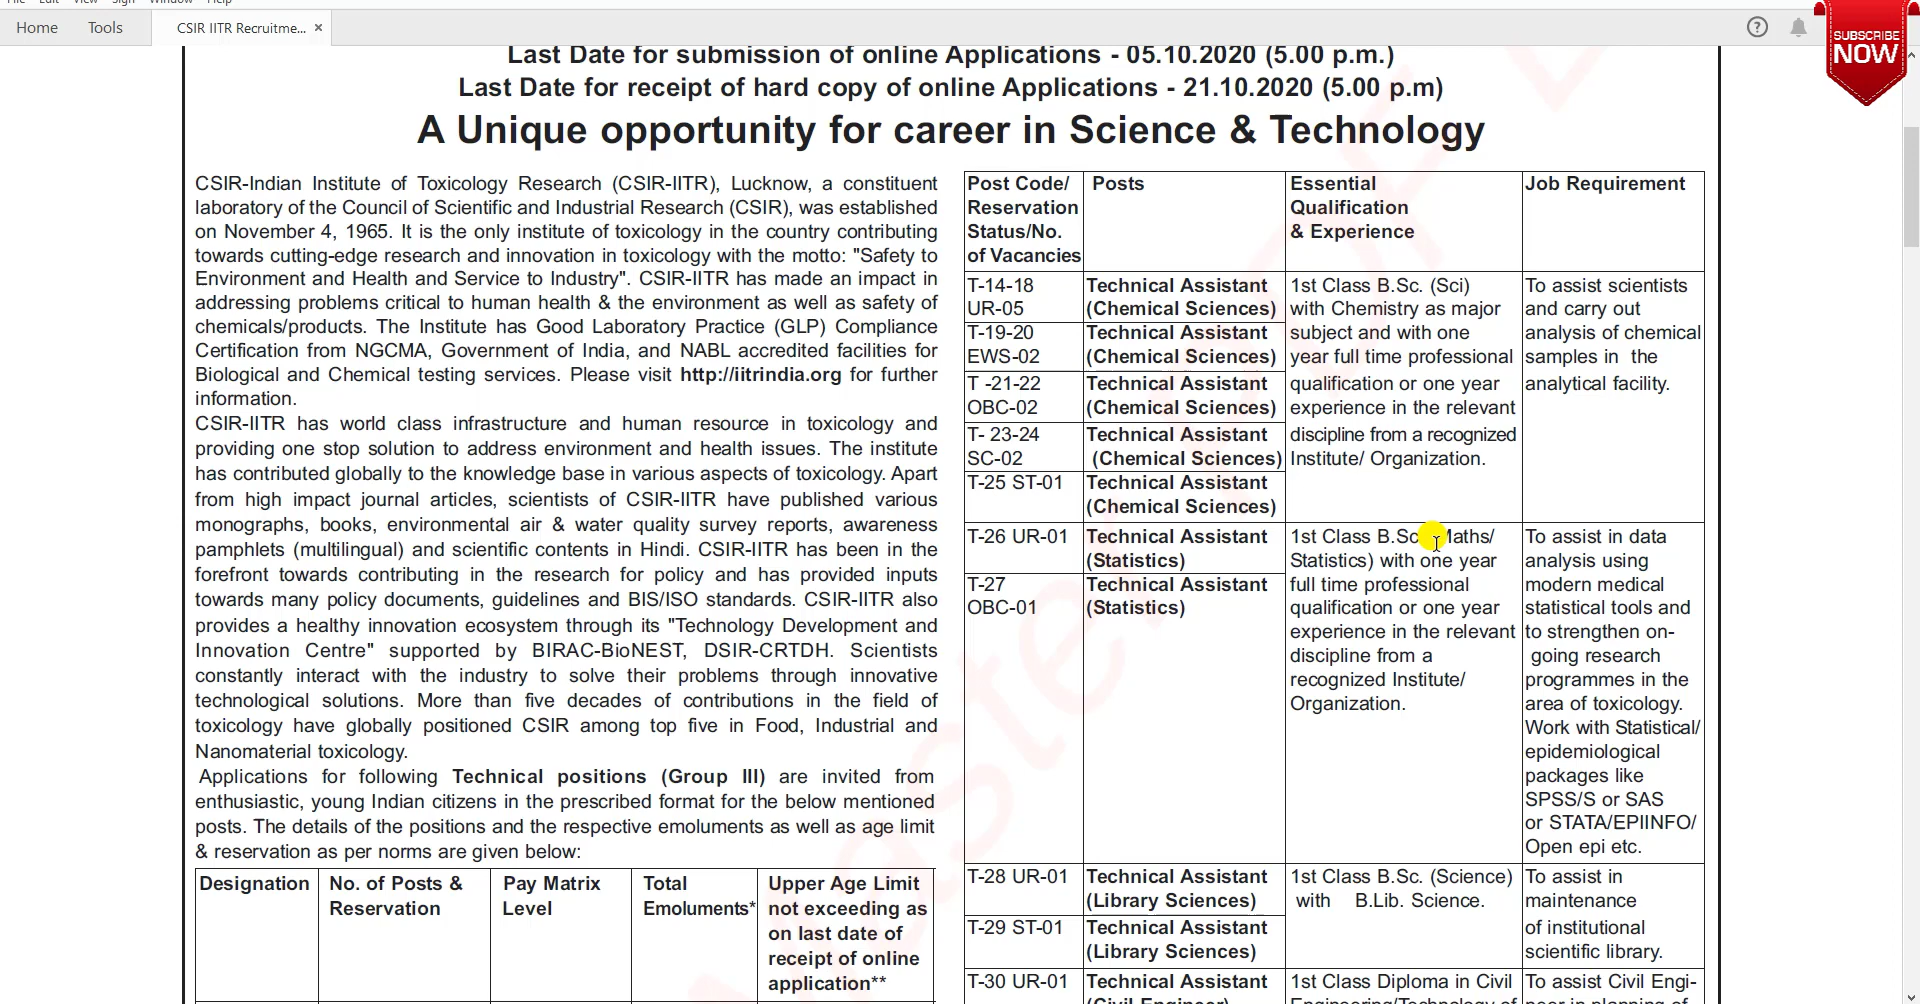 File Edit View Sign Window Help
Home Tools CSIR IITR Recruitme... ×
SUBSCRIBE
NOW
Last Date for submission of online Applications - 05.10.2020 (5.00 p.m.)
Last Date for receipt of hard copy of online Applications - 21.10.2020 (5.00 p.m)
A Unique opportunity for career in Science & Technology
CSIR-Indian Institute of Toxicology Research (CSIR-IITR), Lucknow, a constituent
laboratory of the Council of Scientific and Industrial Research (CSIR), was established
on November 4, 1965. It is the only institute of toxicology in the country contributing
towards cutting-edge research and innovation in toxicology with the motto: "Safety to
Environment and Health and Service to Industry". CSIR-IITR has made an impact in
addressing problems critical to human health & the environment as well as safety of
chemicals/products. The Institute has Good Laboratory Practice (GLP) Compliance
Certification from NGCMA, Government of India, and NABL accredited facilities for
Biological and Chemical testing services. Please visit http://iitrindia.org for further
information.
CSIR-IITR has world class infrastructure and human resource in toxicology and
providing one stop solution to address environment and health issues. The institute
has contributed globally to the knowledge base in various aspects of toxicology. Apart
from high impact journal articles, scientists of CSIR-IITR have published various
monographs, books, environmental air & water quality survey reports, awareness
pamphlets (multilingual) and scientific contents in Hindi. CSIR-IITR has been in the
forefront towards contributing in the research for policy and has provided inputs
towards many policy documents, guidelines and BIS/ISO standards. CSIR-IITR also
provides a healthy innovation ecosystem through its "Technology Development and
Innovation Centre" supported by BIRAC-BioNEST, DSIR-CRTDH. Scientists
constantly interact with the industry to solve their problems through innovative
technological solutions. More than five decades of contributions in the field of
toxicology have globally positioned CSIR among top five in Food, Industrial and
Nanomaterial toxicology.
Applications for following Technical positions (Group III) are invited from
enthusiastic, young Indian citizens in the prescribed format for the below mentioned
posts. The details of the positions and the respective emoluments as well as age limit
& reservation as per norms are given below:
Designation
No. of Posts &
Reservation
Pay Matrix
Level
Total
Emoluments*
Upper Age Limit
not exceeding as
on last date of
receipt of online
application**
Post Code/
Reservation
Status/No.
of Vacancies
Posts
Essential
Qualification
& Experience
Job Requirement
T-14-18
UR-05
Technical Assistant
(Chemical Sciences)
T-19-20
EWS-02
Technical Assistant
(Chemical Sciences)
T -21-22
OBC-02
Technical Assistant
(Chemical Sciences)
T- 23-24
SC-02
Technical Assistant
(Chemical Sciences)
T-25 ST-01
Technical Assistant
(Chemical Sciences)
1st Class B.Sc. (Sci)
with Chemistry as major
subject and with one
year full time professional
qualification or one year
experience in the relevant
discipline from a recognized
Institute/ Organization.
To assist scientists
and carry out
analysis of chemical
samples in the
analytical facility.
T-26 UR-01
Technical Assistant
(Statistics)
T-27
OBC-01
Technical Assistant
(Statistics)
1st Class B.Sc Maths/
Statistics) with one year
full time professional
qualification or one year
experience in the relevant
discipline from a
recognized Institute/
Organization.
To assist in data
analysis using
modern medical
statistical tools and
to strengthen on-
going research
programmes in the
area of toxicology.
Work with Statistical/
epidemiological
packages like
SPSS/S or SAS
or STATA/EPIINFO/
Open epi etc.
T-28 UR-01
Technical Assistant
(Library Sciences)
T-29 ST-01
Technical Assistant
(Library Sciences)
1st Class B.Sc. (Science)
with B.Lib. Science.
To assist in
maintenance
of institutional
scientific library.
T-30 UR-01
Technical Assistant
(Civil Engineer)
1st Class Diploma in Civil
Engineering/Technology of
To assist Civil Engi-
neer in planning of